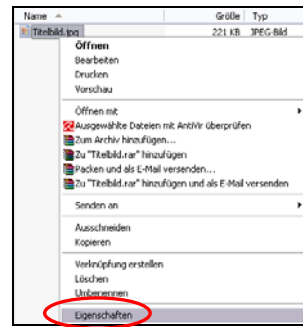 Name Größe Typ
Titelbild.jpg 221 KB JPEG-Bild
Öffnen
Bearbeiten
Drucken
Vorschau
Öffnen mit
Ausgewählte Dateien mit AntiVir überprüfen
Zum Archiv hinzufügen...
Zu "Titelbild.rar" hinzufügen
Packen und als E-Mail versenden...
Zu "Titelbild.rar" hinzufügen und als E-Mail versenden
Senden an
Ausschneiden
Kopieren
Verknüpfung erstellen
Löschen
Umbenennen
Eigenschaften